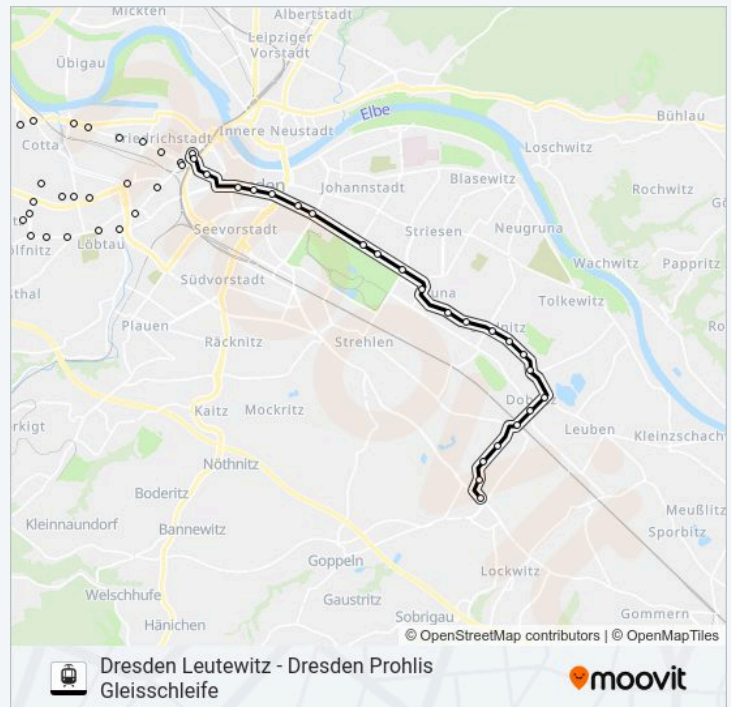 Mickten
Albertstadt
Leipziger
Vorstadt
Übigau
Elbe
Bühlau
Cotta
Friedrichstadt
Innere Neustadt
Loschwitz
Johannstadt
Blasewitz
Rochwitz
Striesen
Neugruna
Seevorstadt
Löbtau
Wachwitz
Pappritz
Südvorstadt
Tolkewitz
Plauen
Räcknitz
Strehlen
Kaitz
Mockritz
Leuben
Kleinzschach
Nöthnitz
Boderitz
Meußlitz
Kleinnaundorf
Bannewitz
Sporbitz
Goppeln
Lockwitz
Welschhufe
Gaustritz
Gommern
Hänichen
Sobrigau
© OpenStreetMap contributors | © OpenMapTiles
Dresden Leutewitz - Dresden Prohlis
Gleisschleife
moovit